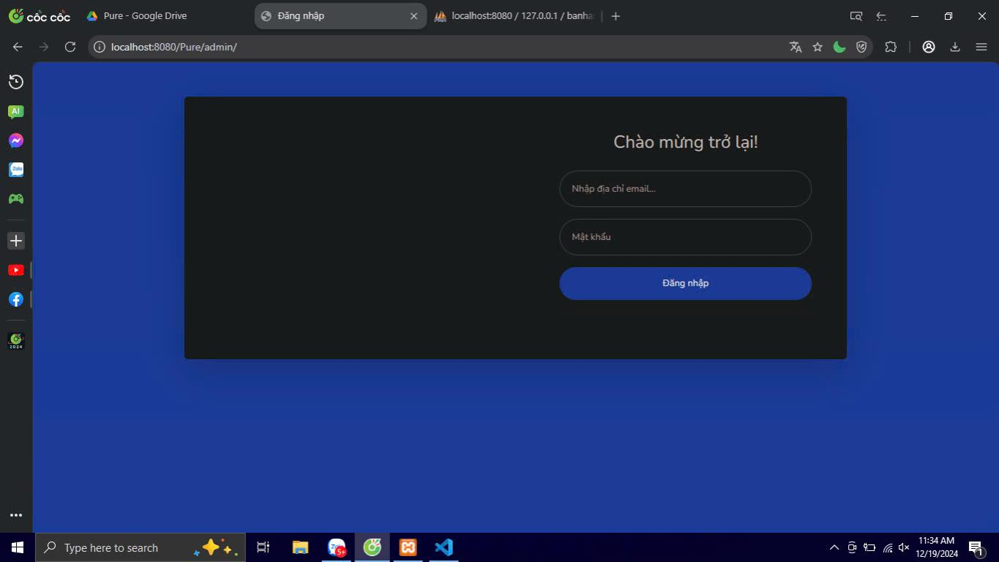 cốc cốc
Pure - Google Drive
Đăng nhập
localhost:8080 / 127.0.0.1 / banha
localhost:8080/Pure/admin/
AI
Zalo
2024
Chào mừng trở lại!
Nhập địa chỉ email...
Mật khẩu
Đăng nhập
Type here to search
5+
11:34 AM
12/19/2024
1